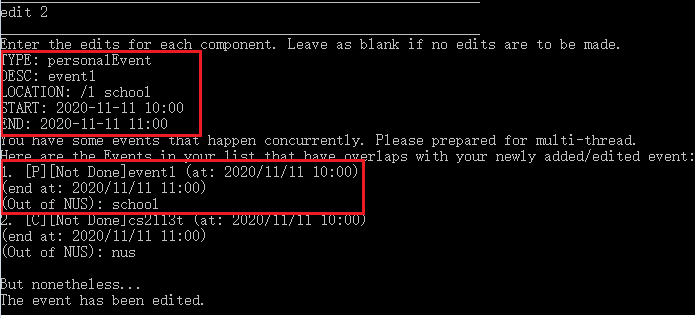 edit 2
Enter the edits for each component. Leave as blank if no edits are to be made.
TYPE: personalEvent
DESC: event1
LOCATION: /l school
START: 2020-11-11 10:00
END: 2020-11-11 11:00
You have some events that happen concurrently. Please prepared for multi-thread.
Here are the Events in your list that have overlaps with your newly added/edited event:
1. [P][Not Done]event1 (at: 2020/11/11 10:00)
(end at: 2020/11/11 11:00)
(Out of NUS): school
2. [C][Not Done]cs2113t (at: 2020/11/11 10:00)
(end at: 2020/11/11 11:00)
(Out of NUS): nus
But nonetheless...
The event has been edited.